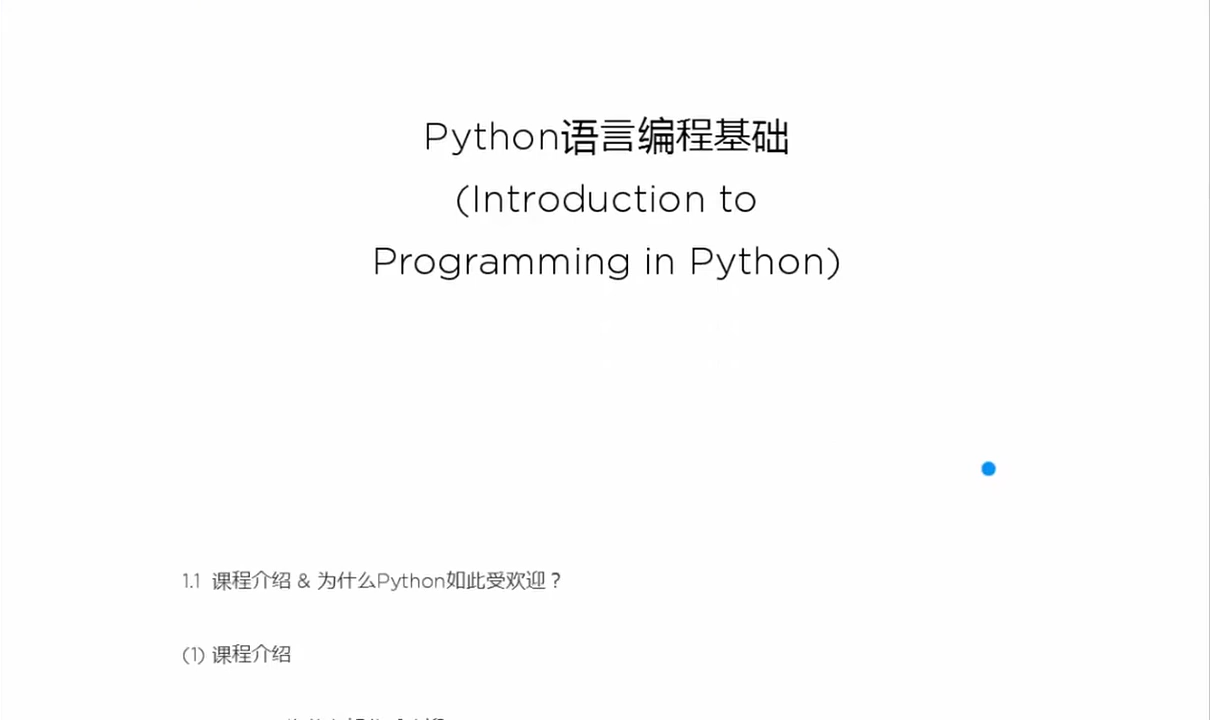 Python语言编程基础
(Introduction to
Programming in Python)
1.1 课程介绍 & 为什么Python如此受欢迎？
(1) 课程介绍